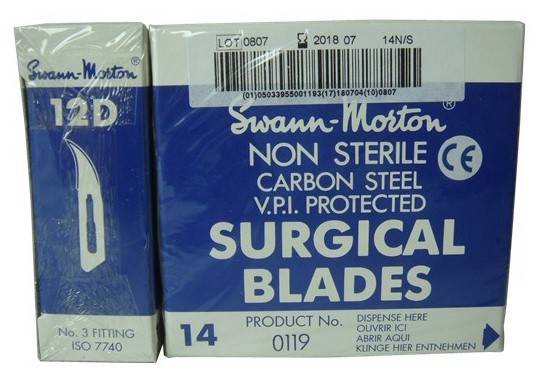 Swann-Morton®
12D
No. 3 FITTING
ISO 7740
LOT 0807
2018 07
14N/S
(01)05033955001193(17)180704(10)0807
Swann-Morton®
NON STERILE
CE
CARBON STEEL
V.P.I. PROTECTED
SURGICAL
BLADES
14
PRODUCT No.
0119
DISPENSE HERE
OUVRIR ICI
ABRIR AQUI
KLINGE HIER ENTNEHMEN